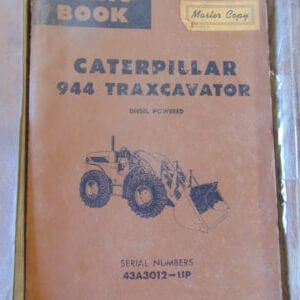 BOOK
Master Copy
CATERPILLAR
944 TRAXCAVATOR
DIESEL POWERED
SERIAL NUMBERS
43A3012-UP